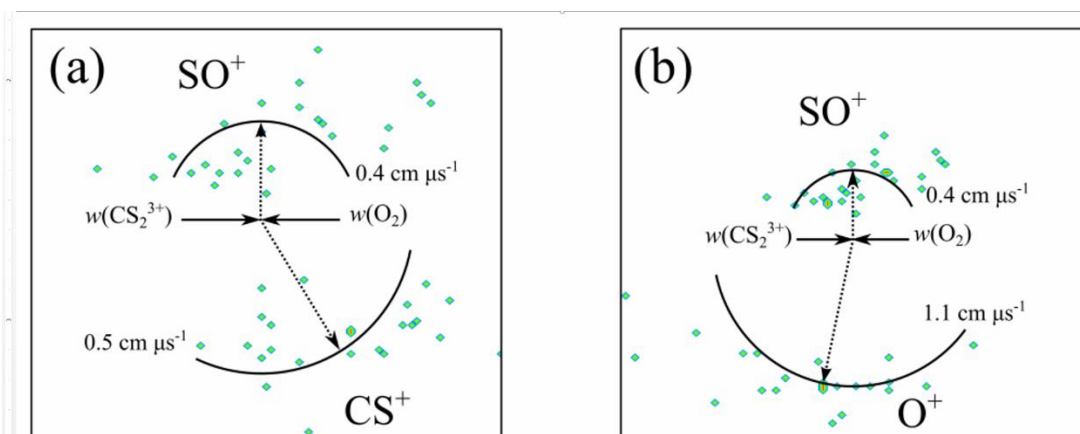 (a)
SO⁺
0.4 cm μs⁻¹
w(CS₂³⁺)
w(O₂)
0.5 cm μs⁻¹
CS⁺
(b)
SO⁺
0.4 cm μs⁻¹
w(CS₂³⁺)
w(O₂)
1.1 cm μs⁻¹
O⁺